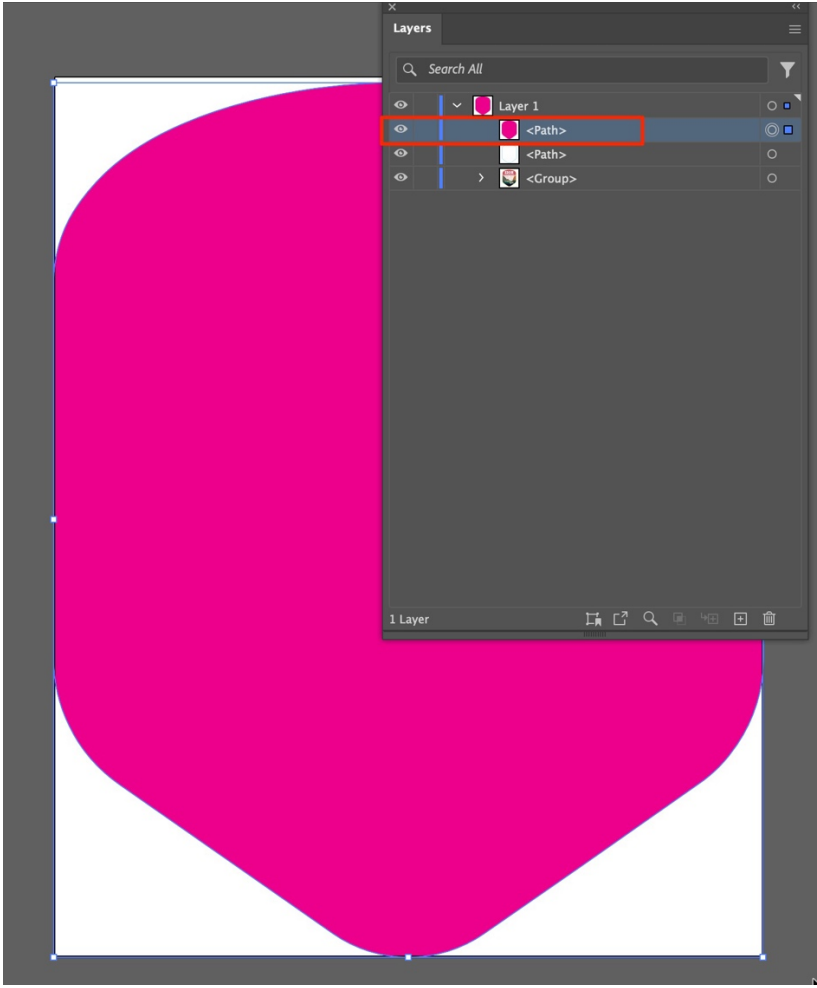 Layers
Search All
Layer 1
<Path>
<Path>
<Group>
1 Layer